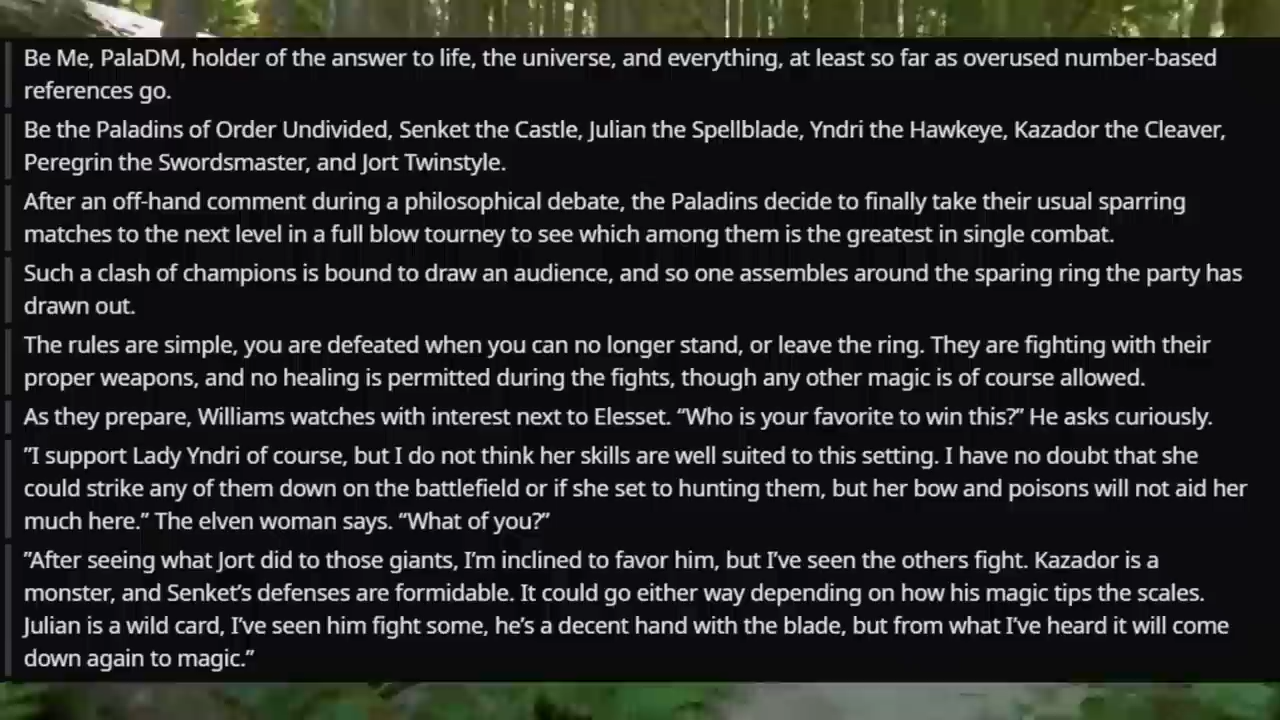 Be Me, PalaDM, holder of the answer to life, the universe, and everything, at least so far as overused number-based
references go.
Be the Paladins of Order Undivided, Senket the Castle, Julian the Spellblade, Yndri the Hawkeye, Kazador the Cleaver,
Peregrin the Swordsmaster, and Jort Twinstyle.
After an off-hand comment during a philosophical debate, the Paladins decide to finally take their usual sparring
matches to the next level in a full blow tourney to see which among them is the greatest in single combat.
Such a clash of champions is bound to draw an audience, and so one assembles around the sparing ring the party has
drawn out.
The rules are simple, you are defeated when you can no longer stand, or leave the ring. They are fighting with their
proper weapons, and no healing is permitted during the fights, though any other magic is of course allowed.
As they prepare, Williams watches with interest next to Elesset. “Who is your favorite to win this?” He asks curiously.
”I support Lady Yndri of course, but I do not think her skills are well suited to this setting. I have no doubt that she
could strike any of them down on the battlefield or if she set to hunting them, but her bow and poisons will not aid her
much here.” The elven woman says. “What of you?”
”After seeing what Jort did to those giants, I’m inclined to favor him, but I’ve seen the others fight. Kazador is a
monster, and Senket’s defenses are formidable. It could go either way depending on how his magic tips the scales.
Julian is a wild card, I’ve seen him fight some, he’s a decent hand with the blade, but from what I’ve heard it will come
down again to magic.”